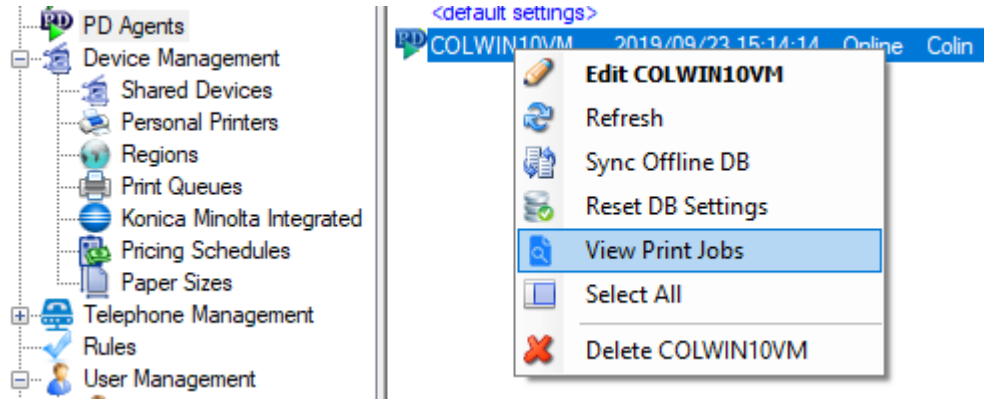 PD Agents
Device Management
Shared Devices
Personal Printers
Regions
Print Queues
Konica Minolta Integrated
Pricing Schedules
Paper Sizes
Telephone Management
Rules
User Management
<default settings>
COLWIN10VM 2019/09/23 15:14:14 Online Colin
Edit COLWIN10VM
Refresh
Sync Offline DB
Reset DB Settings
View Print Jobs
Select All
Delete COLWIN10VM